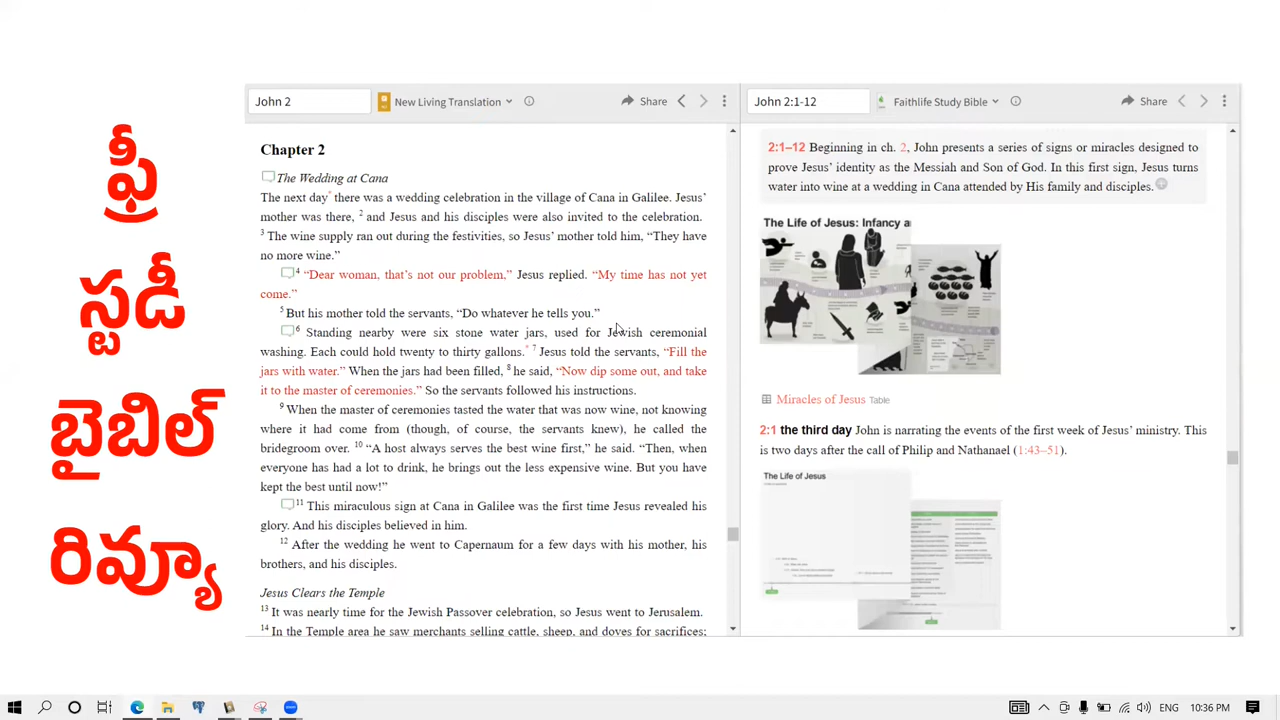 ఫ్రీ
స్టడీ
బైబిల్
రివ్యూ
John 2
New Living Translation
Share
Chapter 2
The Wedding at Cana
The next day* there was a wedding celebration in the village of Cana in Galilee. Jesus’
mother was there, 2 and Jesus and his disciples were also invited to the celebration.
3 The wine supply ran out during the festivities, so Jesus’ mother told him, “They have
no more wine.”
4 “Dear woman, that’s not our problem,” Jesus replied. “My time has not yet
come.”
5 But his mother told the servants, “Do whatever he tells you.”
6 Standing nearby were six stone water jars, used for Jewish ceremonial
washing. Each could hold twenty to thirty gallons.* 7 Jesus told the servants, “Fill the
jars with water.” When the jars had been filled, 8 he said, “Now dip some out, and take
it to the master of ceremonies.” So the servants followed his instructions.
9 When the master of ceremonies tasted the water that was now wine, not knowing
where it had come from (though, of course, the servants knew), he called the
bridegroom over. 10 “A host always serves the best wine first,” he said. “Then, when
everyone has had a lot to drink, he brings out the less expensive wine. But you have
kept the best until now!”
11 This miraculous sign at Cana in Galilee was the first time Jesus revealed his
glory. And his disciples believed in him.
12 After the wedding he went to Capernaum for a few days with his mother, his
brothers, and his disciples.
Jesus Clears the Temple
13 It was nearly time for the Jewish Passover celebration, so Jesus went to Jerusalem.
14 In the Temple area he saw merchants selling cattle, sheep, and doves for sacrifices;
John 2:1-12
Faithlife Study Bible
Share
2:1–12 Beginning in ch. 2, John presents a series of signs or miracles designed to
prove Jesus’ identity as the Messiah and Son of God. In this first sign, Jesus turns
water into wine at a wedding in Cana attended by His family and disciples.
The Life of Jesus: Infancy a
Miracles of Jesus Table
2:1 the third day John is narrating the events of the first week of Jesus’ ministry. This
is two days after the call of Philip and Nathanael (1:43–51).
The Life of Jesus
ENG
10:36 PM